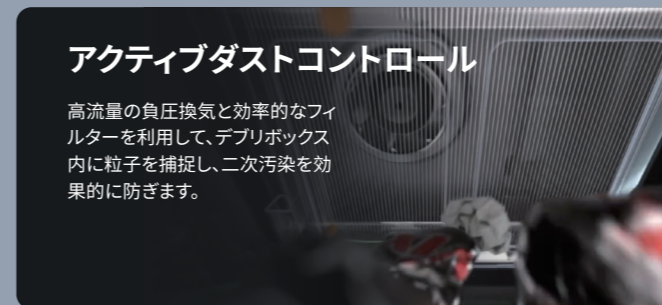 アクティブダストコントロール
高流量の負圧換気と効率的なフィ
ルターを利用して、デブリボックス
内に粒子を捕捉し、二次汚染を効
果的に防ぎます。